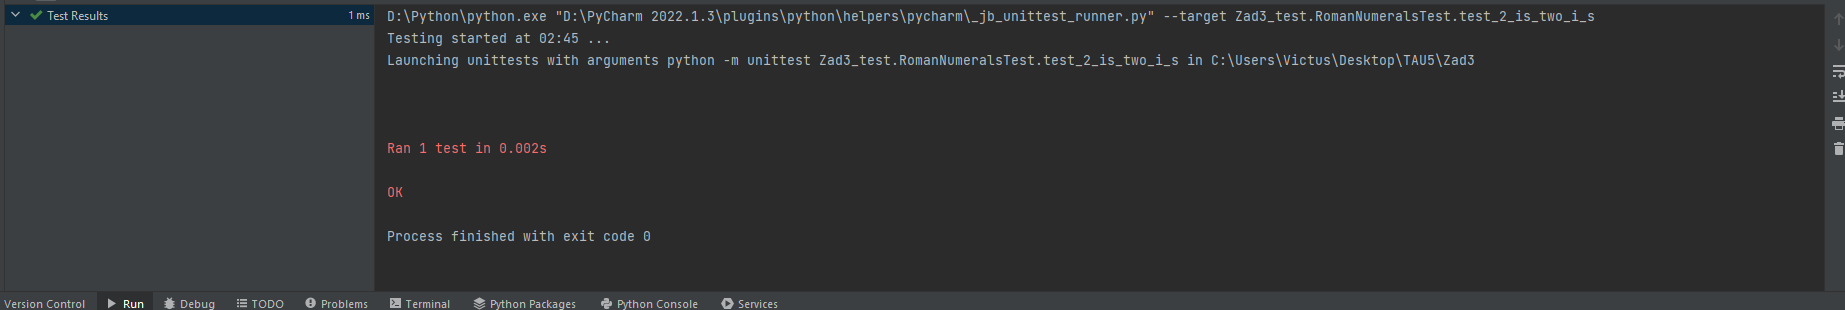 Test Results 1 ms
D:\Python\python.exe "D:\PyCharm 2022.1.3\plugins\python\helpers\pycharm\_jb_unittest_runner.py" --target Zad3_test.RomanNumeralsTest.test_2_is_two_i_s
Testing started at 02:45 ...
Launching unittests with arguments python -m unittest Zad3_test.RomanNumeralsTest.test_2_is_two_i_s in C:\Users\Victus\Desktop\TAU5\Zad3
Ran 1 test in 0.002s
OK
Process finished with exit code 0
Version Control Run Debug TODO Problems Terminal Python Packages Python Console Services